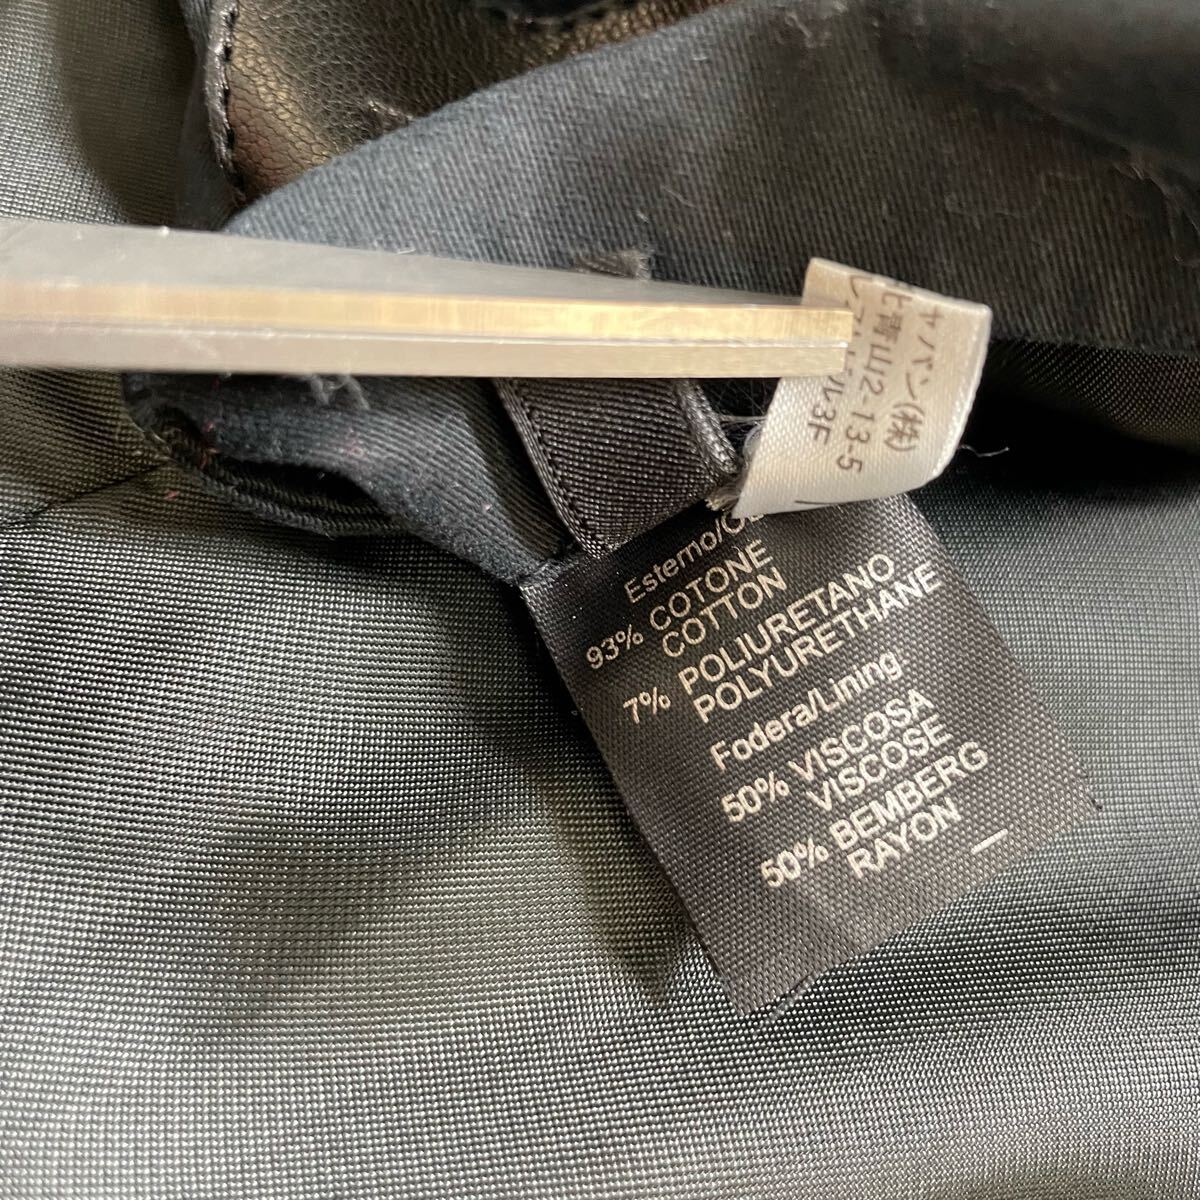 ャパン(株)
青山2-13-5
ル3F
Esterno/
93% COTONE
COTTON
7% POLIURETANO
POLYURETHANE
Fodera/Lining
50% VISCOSA
VISCOSE
50% BEMBERG
RAYON